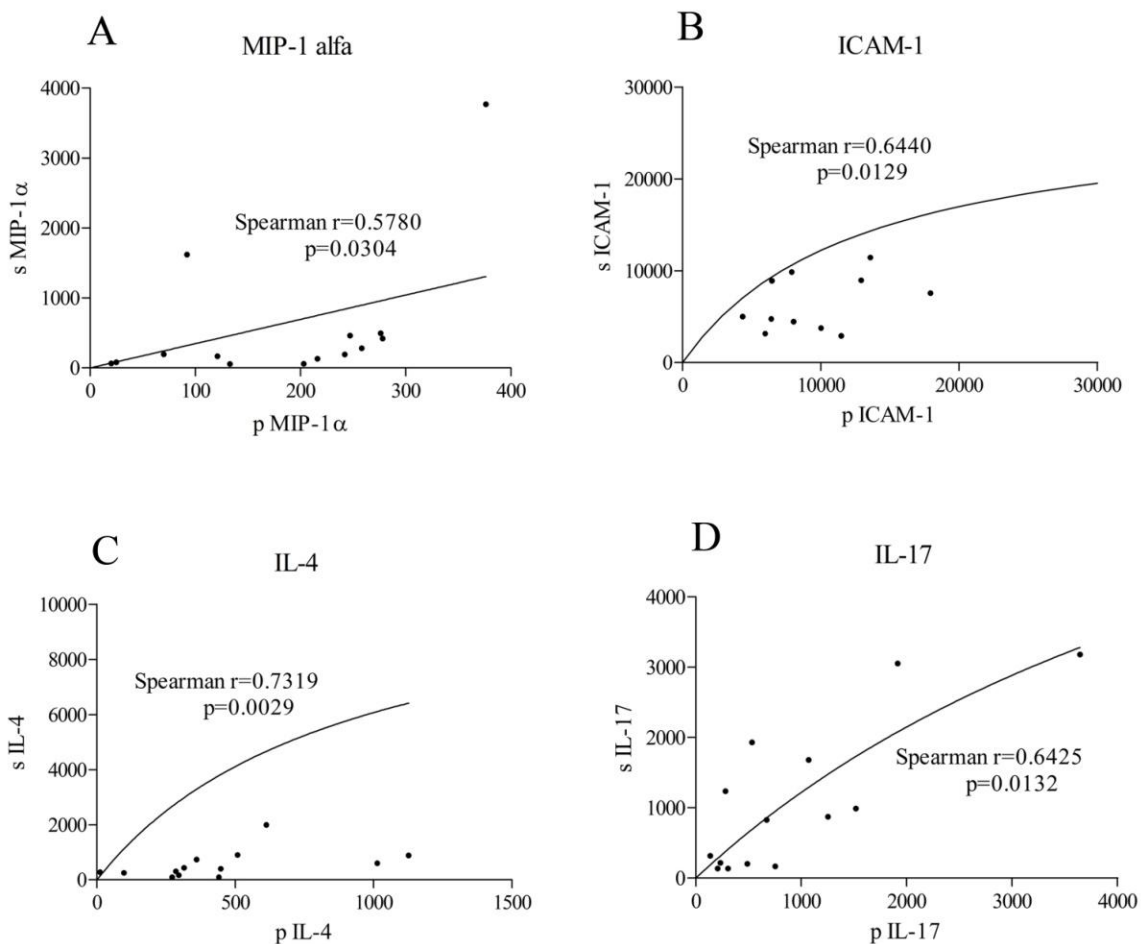 A
MIP-1 alfa
4000
3000
2000
1000
0
s MIP-1α
Spearman r=0.5780
p=0.0304
0 100 200 300 400
p MIP-1α
B
ICAM-1
30000
20000
10000
0
s ICAM-1
Spearman r=0.6440
p=0.0129
0 10000 20000 30000
p ICAM-1
C
IL-4
10000
8000
6000
4000
2000
0
s IL-4
Spearman r=0.7319
p=0.0029
0 500 1000 1500
p IL-4
D
IL-17
4000
3000
2000
1000
0
s IL-17
Spearman r=0.6425
p=0.0132
0 1000 2000 3000 4000
p IL-17